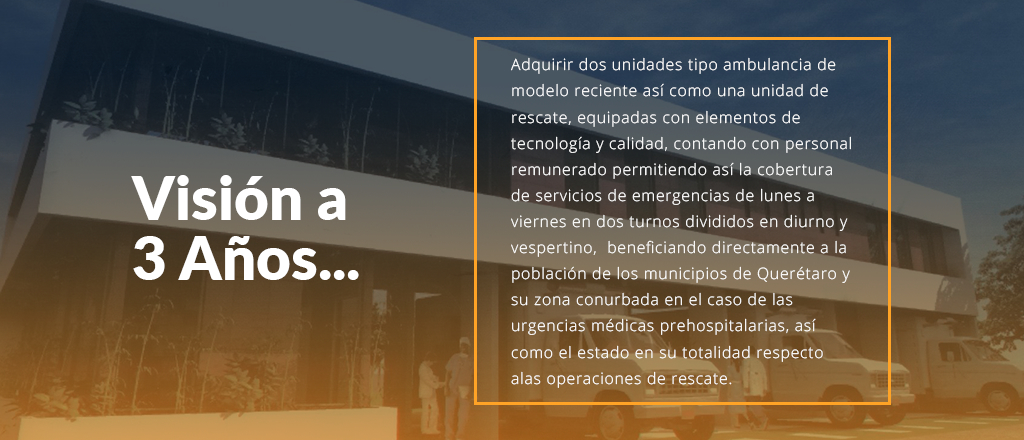 Visión a
3 Años...
Adquirir dos unidades tipo ambulancia de
modelo reciente así como una unidad de
rescate, equipadas con elementos de
tecnología y calidad, contando con personal
remunerado permitiendo así la cobertura
de servicios de emergencias de lunes a
viernes en dos turnos divididos en diurno y
vespertino,  beneficiando directamente a la
población de los municipios de Querétaro y
su zona conurbada en el caso de las
urgencias médicas prehospitalarias, así
como el estado en su totalidad respecto
alas operaciones de rescate.